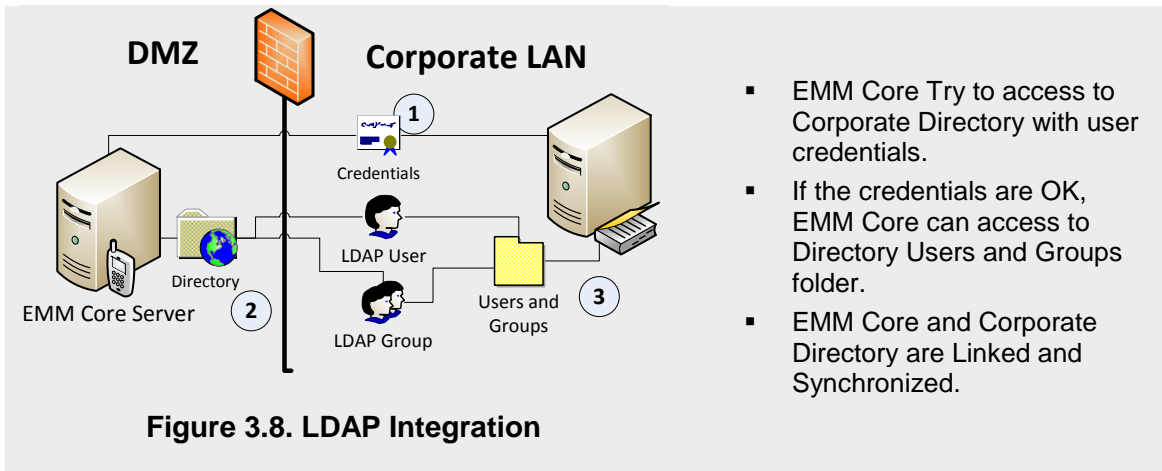 DMZ
Corporate LAN
1
Credentials
LDAP User
Directory
2
EMM Core Server
LDAP Group
Users and
Groups
3
Figure 3.8. LDAP Integration
▪ EMM Core Try to access to
Corporate Directory with user
credentials.
▪ If the credentials are OK,
EMM Core can access to
Directory Users and Groups
folder.
▪ EMM Core and Corporate
Directory are Linked and
Synchronized.